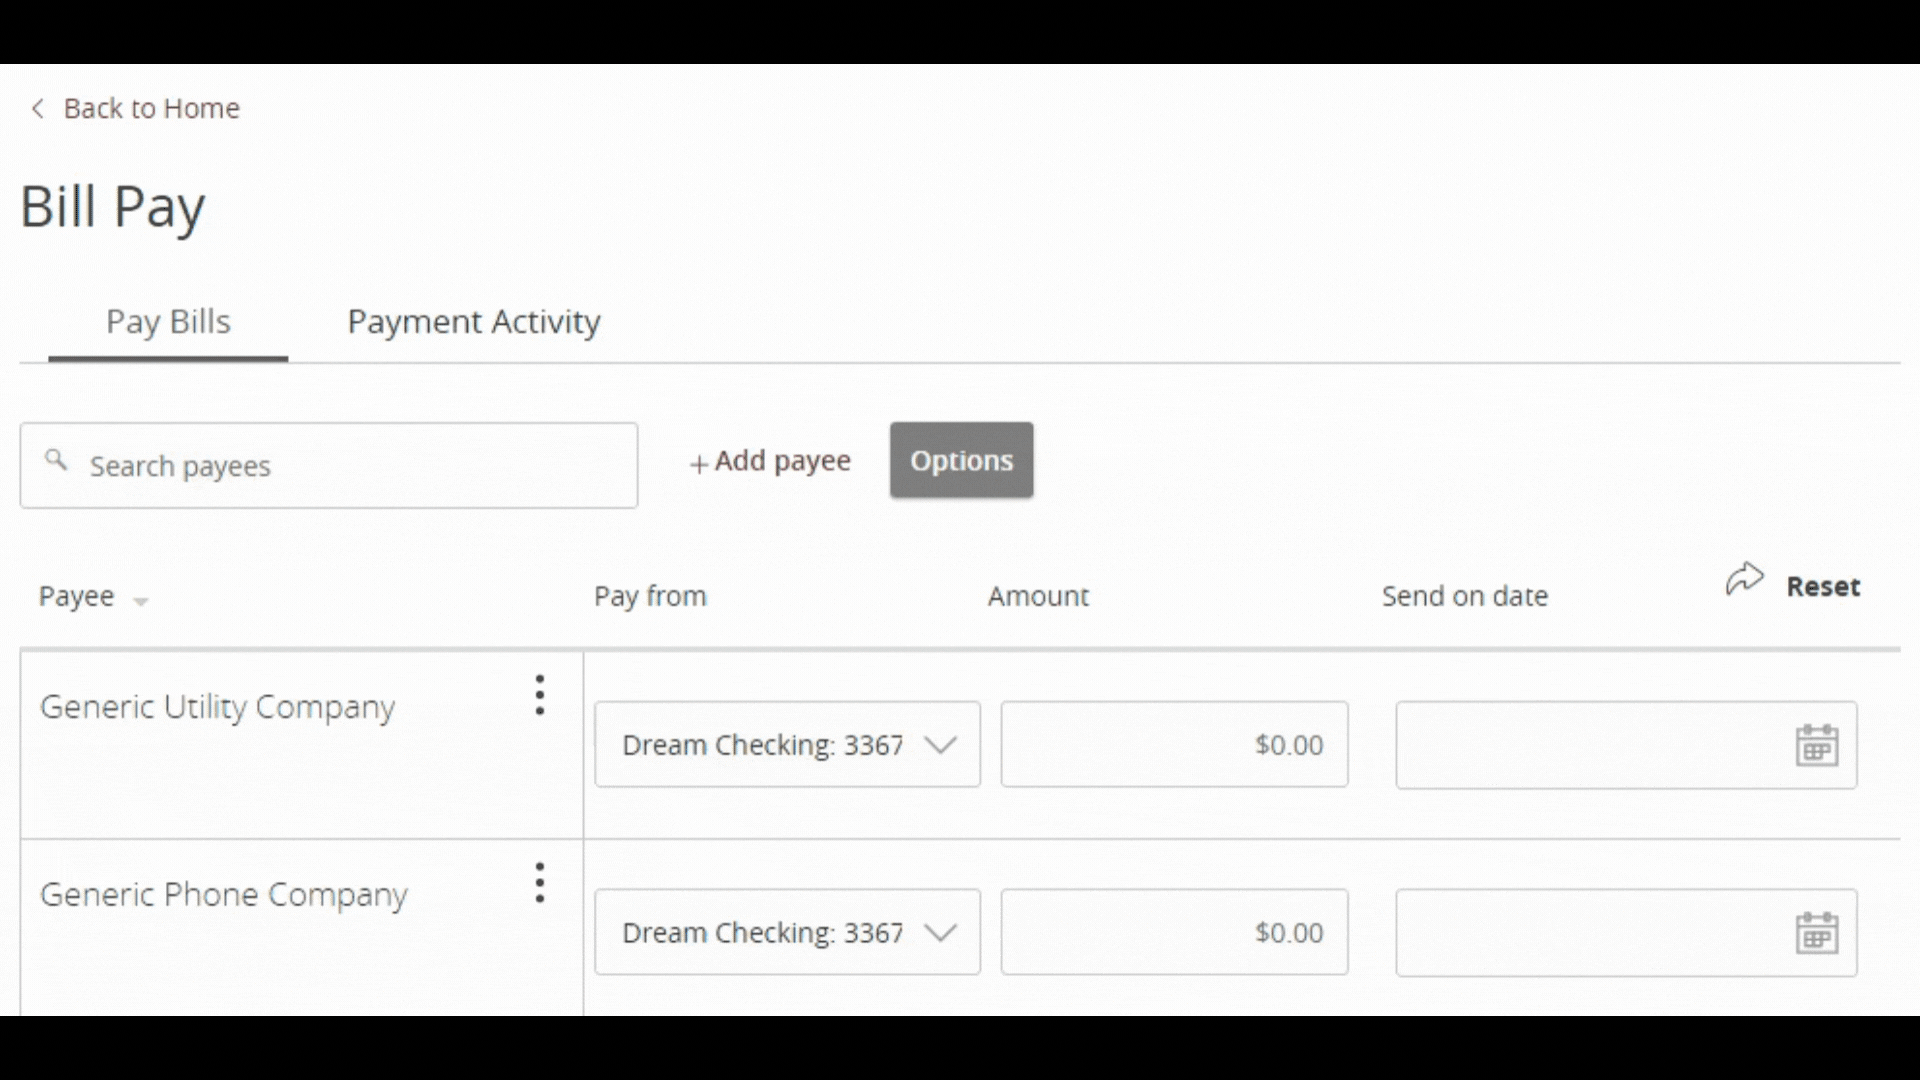 Back to Home
Bill Pay
Pay Bills Payment Activity
Search payees +Add payee Options
Payee Pay from Amount Send on date Reset
Generic Utility Company Dream Checking: 3367 $0.00
Generic Phone Company Dream Checking: 3367 $0.00